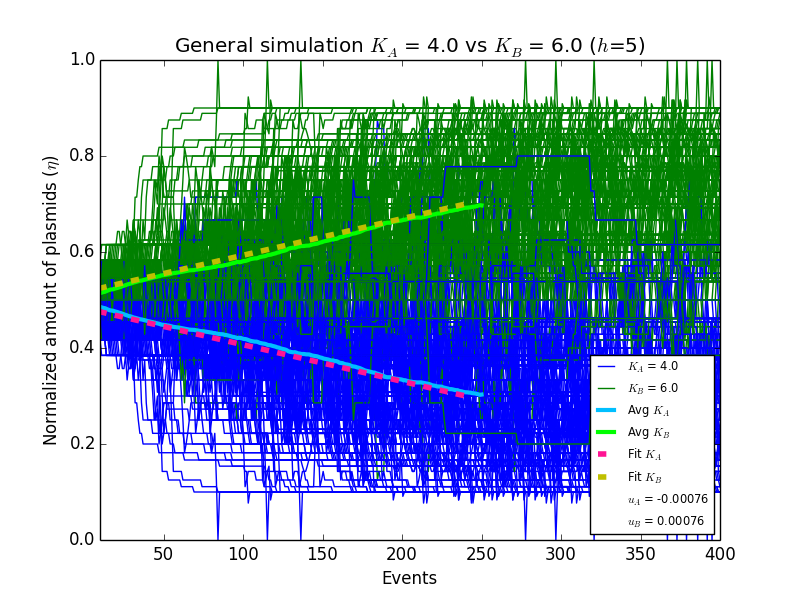 General simulation K_A = 4.0 vs K_B = 6.0 (h=5)
Normalized amount of plasmids (η)
1.0
0.8
0.6
0.4
0.2
0.0
K_A = 4.0
K_B = 6.0
Avg K_A
Avg K_B
Fit K_A
Fit K_B
u_A = -0.00076
u_B = 0.00076
50 100 150 200 250 300 350 400
Events